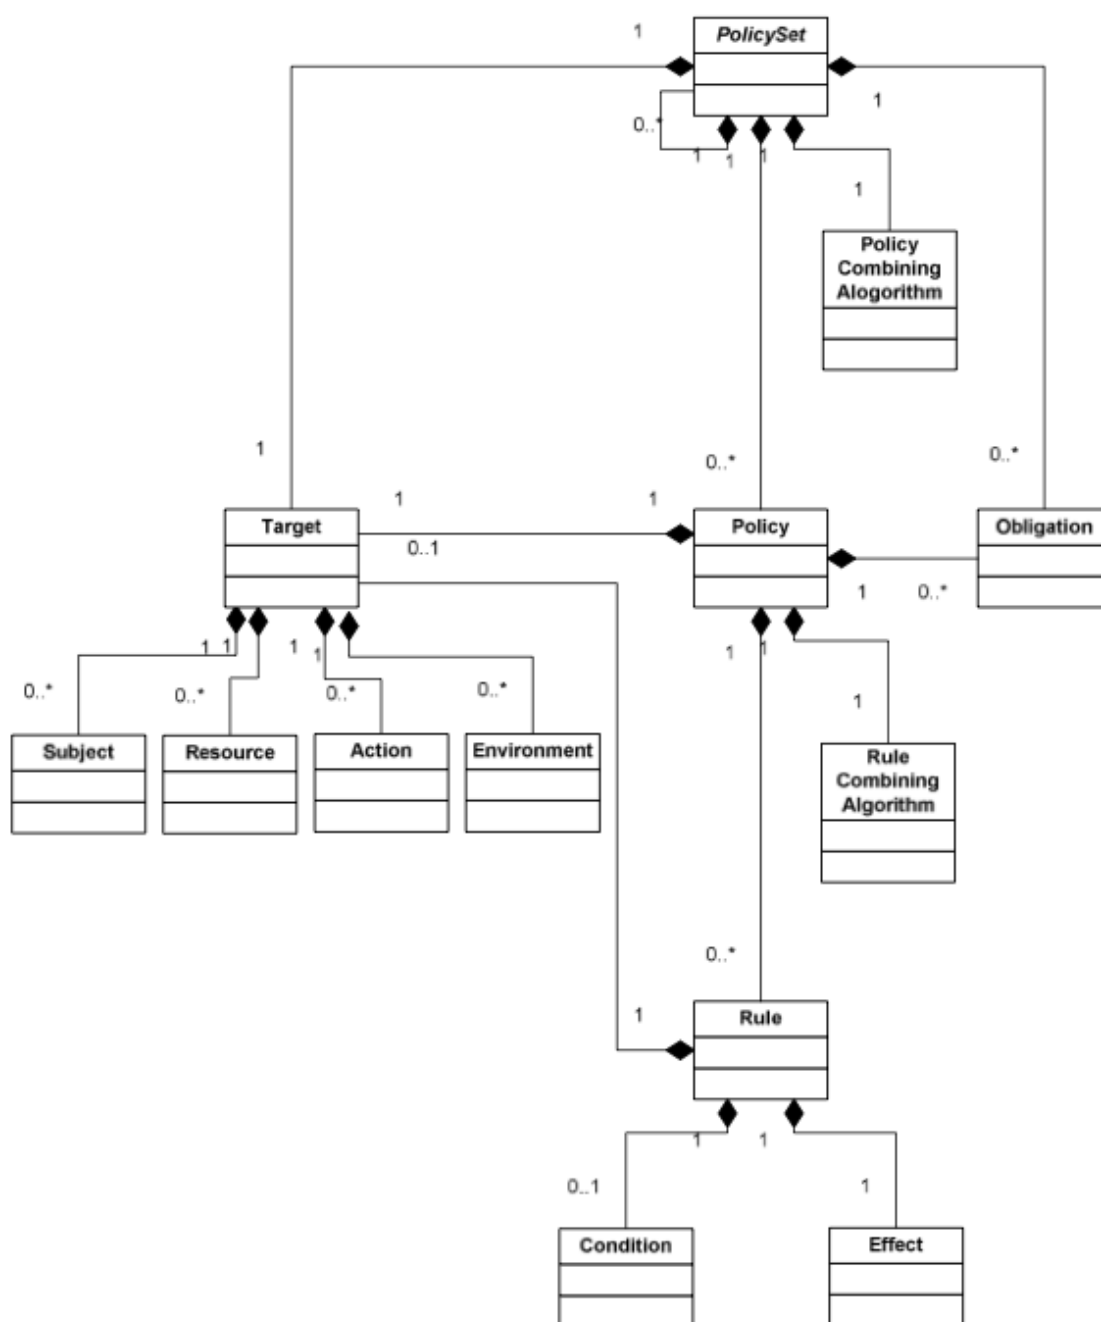 1
PolicySet
1
0..*
1
1
1
1
Policy
Combining
Alogorithm
1
0..*
0..*
1
1
Target
Policy
Obligation
0..1
1
0..*
1
1
1
1
1
1
0..*
0..*
0..*
0..*
1
Subject
Resource
Action
Environment
Rule
Combining
Algorithm
0..*
1
Rule
1
1
0..1
1
Condition
Effect